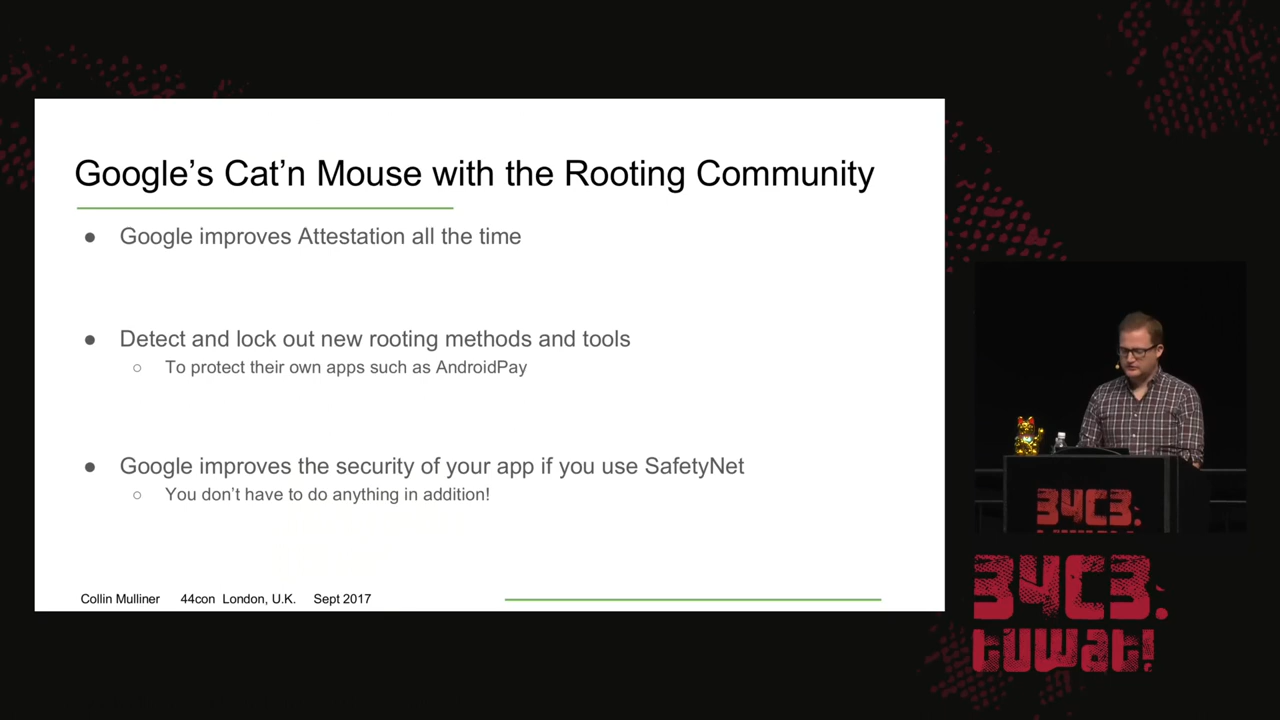 Google’s Cat’n Mouse with the Rooting Community
● Google improves Attestation all the time
● Detect and lock out new rooting methods and tools
○ To protect their own apps such as AndroidPay
● Google improves the security of your app if you use SafetyNet
○ You don’t have to do anything in addition!
Collin Mulliner 44con London, U.K. Sept 2017
34C3.
34C3.
tuwat!